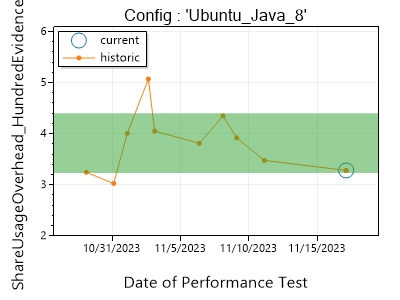 Config : 'Ubuntu_Java_8'
ShareUsageOverhead_HundredEvidence
6
5
4
3
2
current
historic
10/31/2023
11/5/2023
11/10/2023
11/15/2023
Date of Performance Test